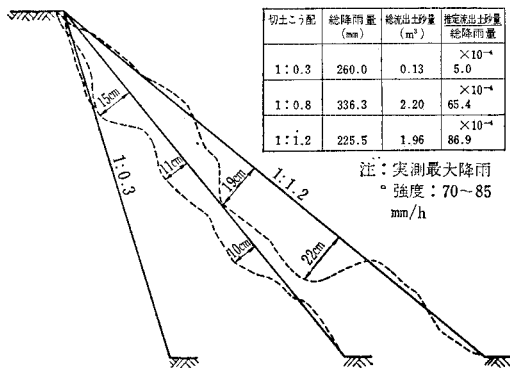 切土こう配 総降雨量 (mm) 総流出土砂量 (m³) 推定流出土砂量 総降雨量
1:0.3 260.0 0.13 ×10⁻⁴ 5.0
1:0.8 336.3 2.20 ×10⁻⁴ 65.4
1:1.2 225.5 1.96 ×10⁻⁴ 86.9
注:実測最大降雨
強度:70~85
mm/h
15cm
11cm
19cm
1:1.2
1:0.3
10cm
22cm